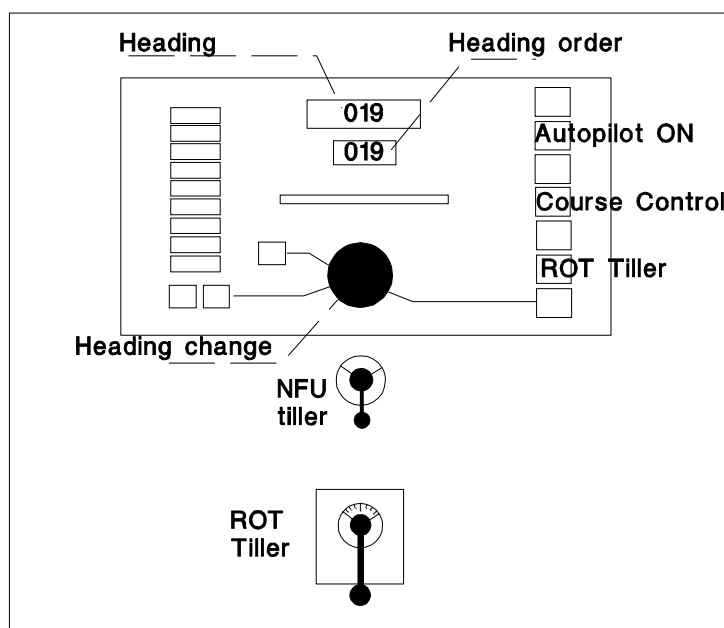 Heading
Heading order
019
Autopilot ON
019
Course Control
ROT Tiller
Heading change
NFU
tiller
ROT
Tiller